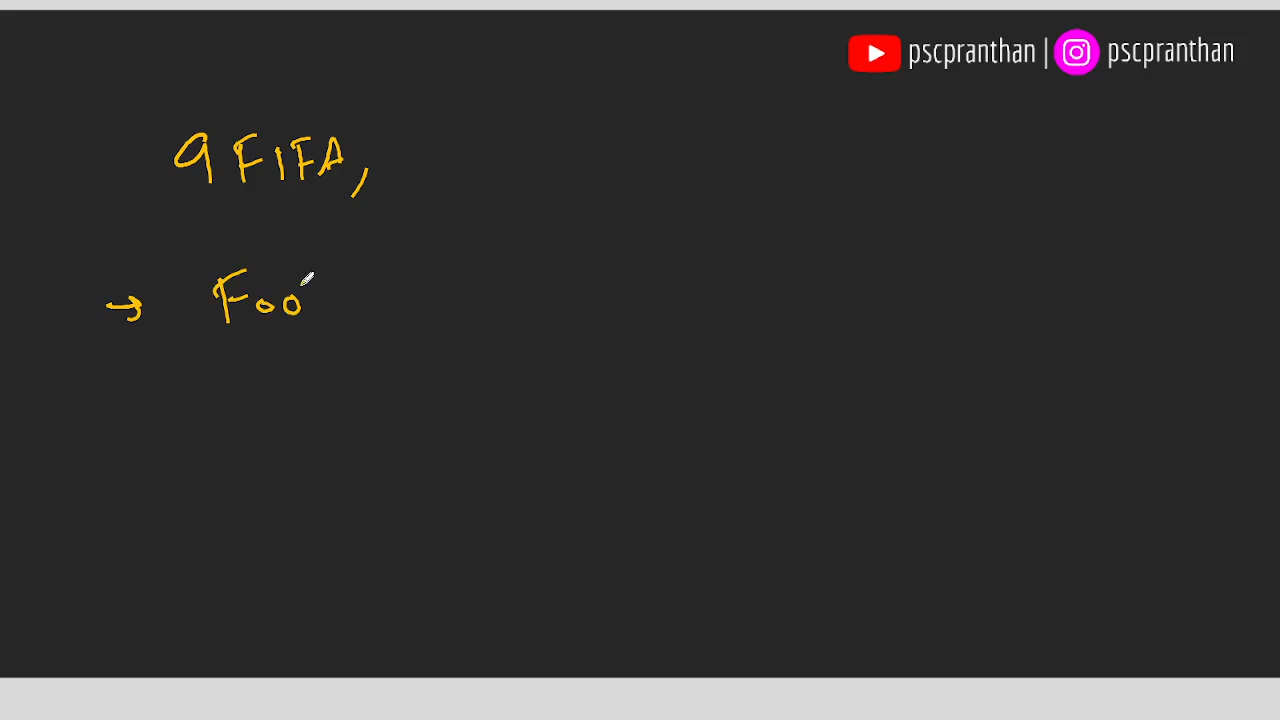 pscpranthan | pscpranthan
9 FIFA,
→ Foo